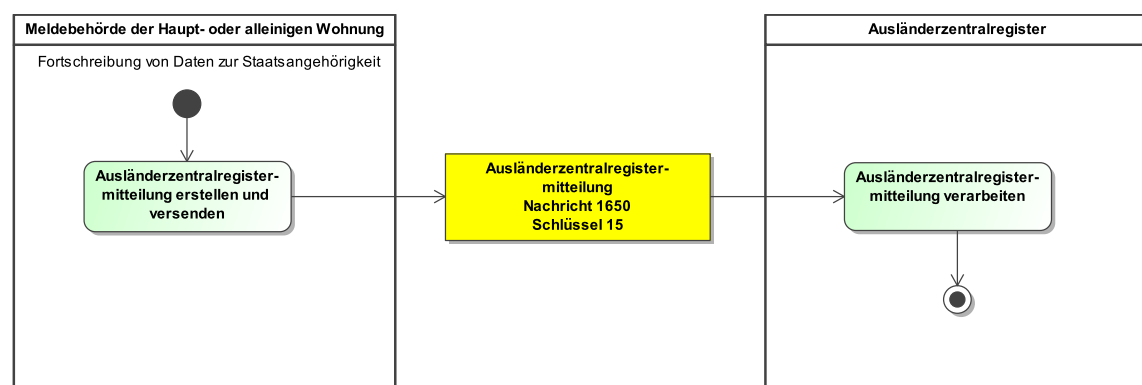 Meldebehörde der Haupt- oder alleinigen Wohnung
Fortschreibung von Daten zur Staatsangehörigkeit
Ausländerzentralregister-
mitteilung erstellen und
versenden
Ausländerzentralregister-
mitteilung
Nachricht 1650
Schlüssel 15
Ausländerzentralregister
Ausländerzentralregister-
mitteilung verarbeiten